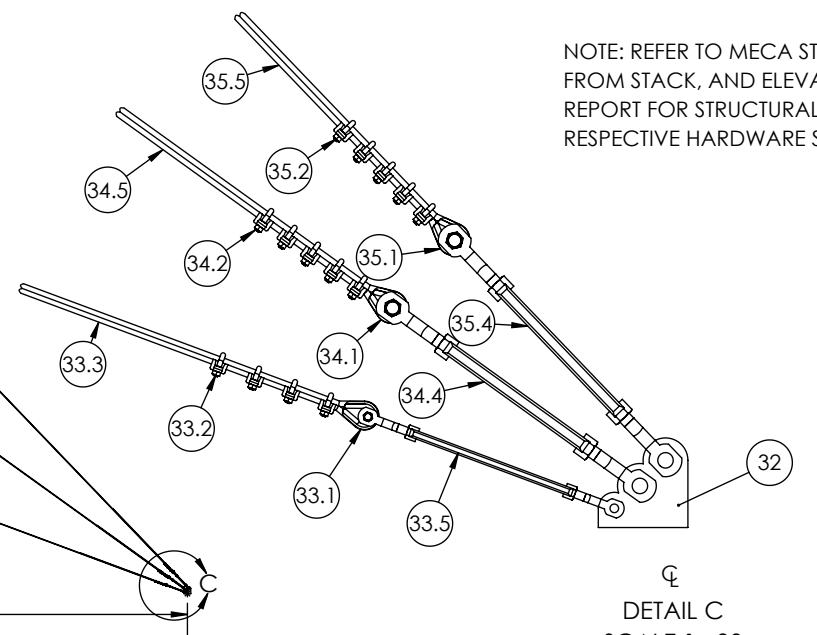 NOTE: REFER TO MECA
FROM STACK, AND
REPORT FOR STRUCTURAL
RESPECTIVE HARDWARE
35.5
35.2
34.5
34.2
35.1
35.4
34.1
33.3
34.4
33.2
33.1
32
33.5
C
℄
DETAIL C